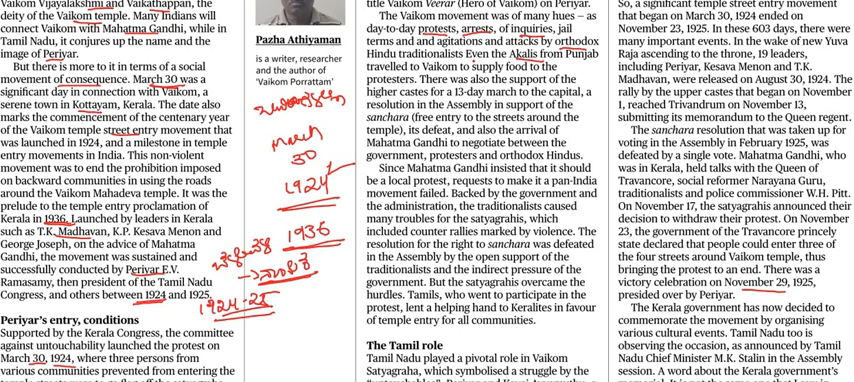 Vaikom Vijayalakshmi and Vaikathappan, the
deity of the Vaikom temple. Many Indians will
connect Vaikom with Mahatma Gandhi, while in
Tamil Nadu, it conjures up the name and the
image of Periyar.
But there is more to it in terms of a social
movement of consequence. March 30 was a
significant day in connection with Vaikom, a
serene town in Kottayam, Kerala. The date also
marks the commencement of the centenary year
of the Vaikom temple street entry movement that
was launched in 1924, and a milestone in temple
entry movements in India. This non-violent
movement was to end the prohibition imposed
on backward communities in using the roads
around the Vaikom Mahadeva temple. It was the
prelude to the temple entry proclamation of
Kerala in 1936. Launched by leaders in Kerala
such as T.K. Madhavan, K.P. Kesava Menon and
George Joseph, on the advice of Mahatma
Gandhi, the movement was sustained and
successfully conducted by Periyar E.V.
Ramasamy, then president of the Tamil Nadu
Congress, and others between 1924 and 1925.
Periyar's entry, conditions
Supported by the Kerala Congress, the committee
against untouchability launched the protest on
March 30, 1924, where three persons from
various communities prevented from entering the
Pazha Athiyaman
is a writer, researcher
and the author of
'Vaikom Porrattam'
March
30
1924
1936
1924-25
title Vaikom Veerar (Hero of Vaikom) on Periyar.
The Vaikom movement was of many hues – as
day-to-day protests, arrests, of inquiries, jail
terms and and agitations and attacks by orthodox
Hindu traditionalists Even the Akalis from Punjab
travelled to Vaikom to supply food to the
protesters. There was also the support of the
higher castes for a 13-day march to the capital, a
resolution in the Assembly in support of the
sanchara (free entry to the streets around the
temple), its defeat, and also the arrival of
Mahatma Gandhi to negotiate between the
government, protesters and orthodox Hindus.
Since Mahatma Gandhi insisted that it should
be a local protest, requests to make it a pan-India
movement failed. Backed by the government and
the administration, the traditionalists caused
many troubles for the satyagrahis, which
included counter rallies marked by violence. The
resolution for the right to sanchara was defeated
in the Assembly by the open support of the
traditionalists and the indirect pressure of the
government. But the satyagrahis overcame the
hurdles. Tamils, who went to participate in the
protest, lent a helping hand to Keralites in favour
of temple entry for all communities.
The Tamil role
Tamil Nadu played a pivotal role in Vaikom
Satyagraha, which symbolised a struggle by the
So, a significant temple street entry movement
that began on March 30, 1924 ended on
November 23, 1925. In these 603 days, there were
many important events. In the wake of new Yuva
Raja ascending to the throne, 19 leaders,
including Periyar, Kesava Menon and T.K.
Madhavan, were released on August 30, 1924. The
rally by the upper castes that began on November
1, reached Trivandrum on November 13,
submitting its memorandum to the Queen regent.
The sanchara resolution that was taken up for
voting in the Assembly in February 1925, was
defeated by a single vote. Mahatma Gandhi, who
was in Kerala, held talks with the Queen of
Travancore, social reformer Narayana Guru,
traditionalists and police commissioner W.H. Pitt.
On November 17, the satyagrahis announced their
decision to withdraw their protest. On November
23, the government of the Travancore princely
state declared that people could enter three of
the four streets around Vaikom temple, thus
bringing the protest to an end. There was a
victory celebration on November 29, 1925,
presided over by Periyar.
The Kerala government has now decided to
commemorate the movement by organising
various cultural events. Tamil Nadu too is
observing the occasion, as announced by Tamil
Nadu Chief Minister M.K. Stalin in the Assembly
session. A word about the Kerala government's